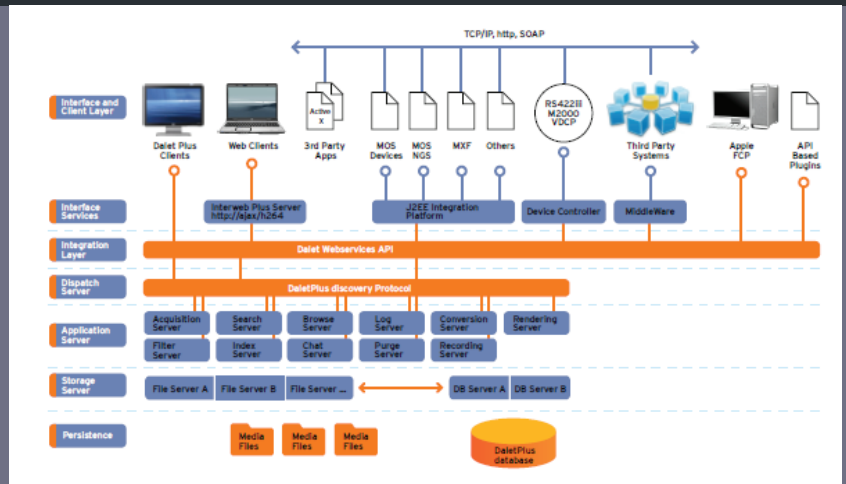 TCP/IP, http, SOAP
Interface and
Client Layer
Active
X
RS422iii
M2000
VDCP
Dalet Plus
Clients
Web Clients
3rd Party
Apps
MOS
Devices
MOS
NGS
MXF
Others
Third Party
Systems
Apple
FCP
API
Based
Plugins
Interface
Services
Interweb Plus Server
http://ajax/h264
J2EE Integration
Platform
Device Controller
MiddleWare
Integration
Layer
Dalet Webservices API
Dispatch
Server
DaletPlus discovery Protocol
Application
Server
Acquisition
Server
Search
Server
Browse
Server
Log
Server
Conversion
Server
Rendering
Server
Filter
Server
Index
Server
Chat
Server
Purge
Server
Recording
Server
Storage
Server
File Server A
File Server B
File Server ...
DB Server A
DB Server B
Persistence
Media
Files
Media
Files
Media
Files
DaletPlus
database